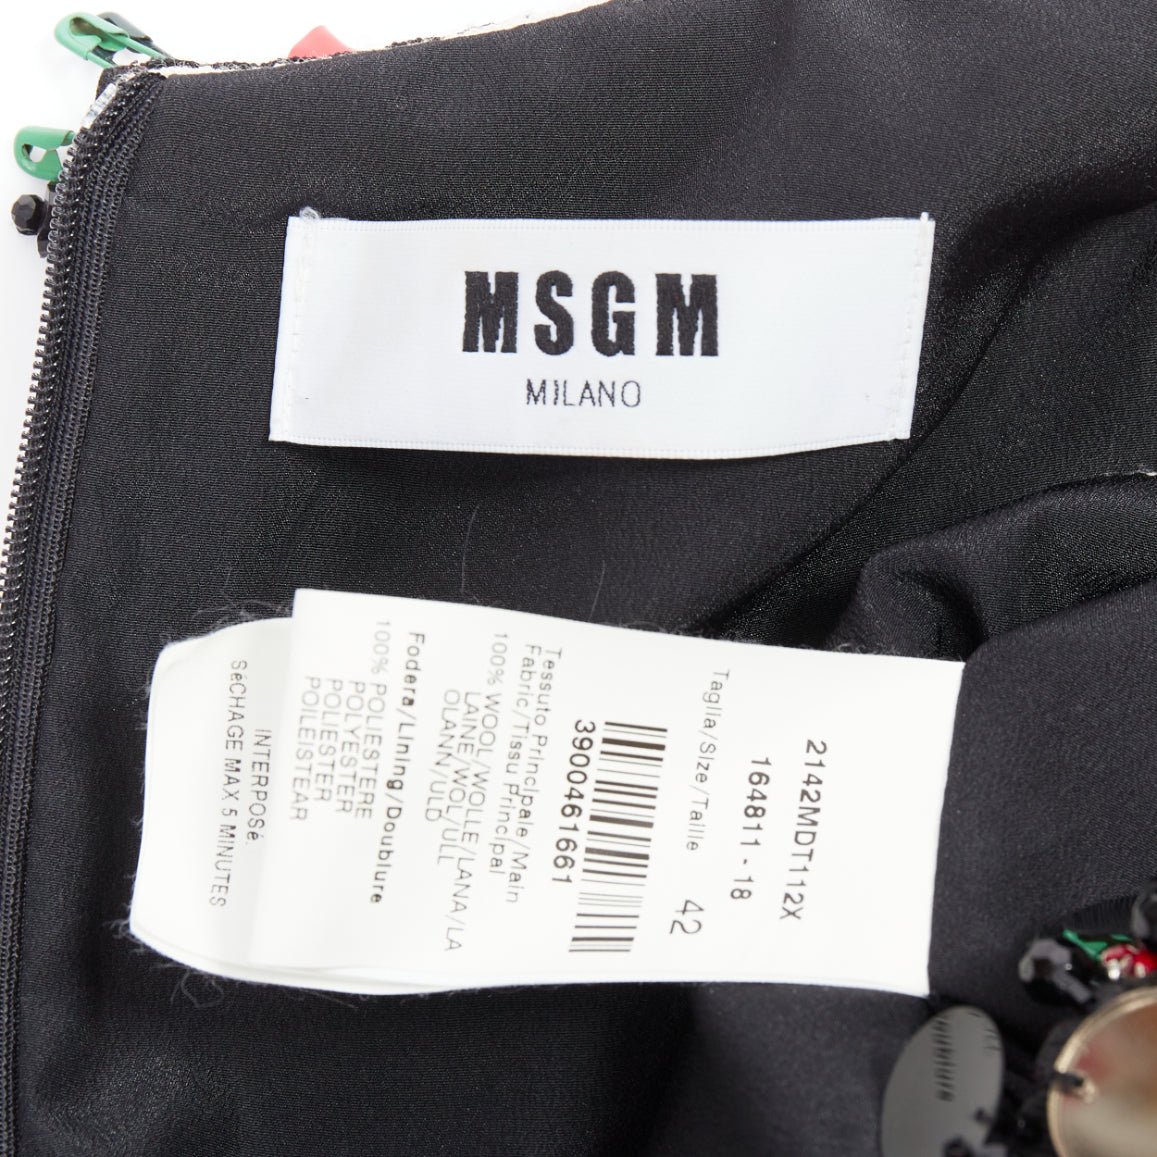 MSGM
MILANO
2142MDT112X
164811 - 18
Taglia/Size/Taille 42
3900461661
Tessuto Principale/Main
Fabric/Tissu principal
100% WOOL/WOLLE/LANA/LA
LAINE/WOL/ULL
OLANN/ULD
Fodera/Lining/Doublure
100% POLIESTERE
POLYESTER
POLIESTER
POILEISTEAR
INTERPOSé.
SéCHAGE MAX 5 MINUTES